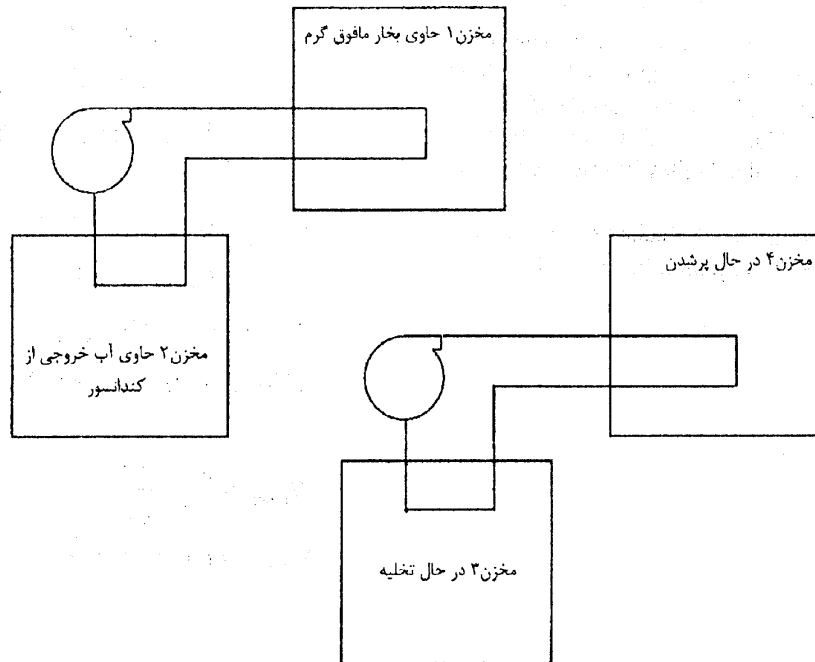 مخزن۱ حاوی بخار مافوق گرم
مخزن۴ در حال پرشدن
مخزن۲ حاوی آب خروجی از
کندانسور
مخزن۳ در حال تخلیه